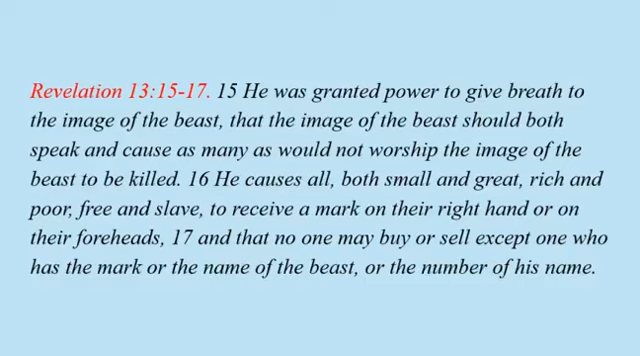 Revelation 13:15-17. 15 He was granted power to give breath to
the image of the beast, that the image of the beast should both
speak and cause as many as would not worship the image of the
beast to be killed. 16 He causes all, both small and great, rich and
poor, free and slave, to receive a mark on their right hand or on
their foreheads, 17 and that no one may buy or sell except one who
has the mark or the name of the beast, or the number of his name.